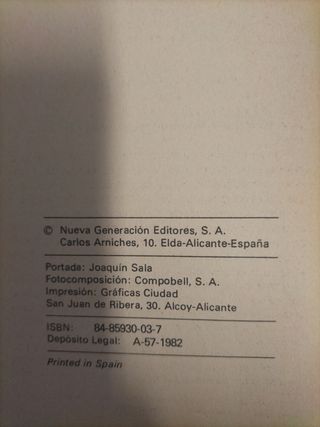 © Nueva Generación Editores, S. A.
Carlos Arniches, 10. Elda-Alicante-España
Portada: Joaquín Sala
Fotocomposición: Compobell, S. A.
Impresión: Gráficas Ciudad
San Juan de Ribera, 30. Alcoy-Alicante
ISBN: 84-85930-03-7
Depósito Legal: A-57-1982
Printed in Spain